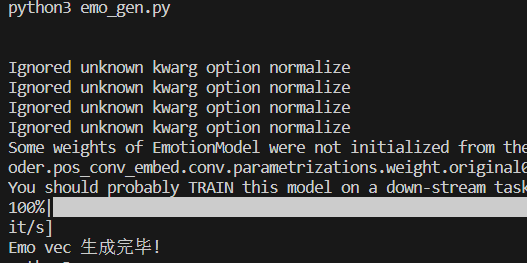 python3 emo_gen.py
Ignored unknown kwarg option normalize
Ignored unknown kwarg option normalize
Ignored unknown kwarg option normalize
Ignored unknown kwarg option normalize
Some weights of EmotionModel were not initialized from the
oder.pos_conv_embed.conv.parametrizations.weight.original0
You should probably TRAIN this model on a down-stream task
100%|
it/s]
Emo vec 生成完毕!